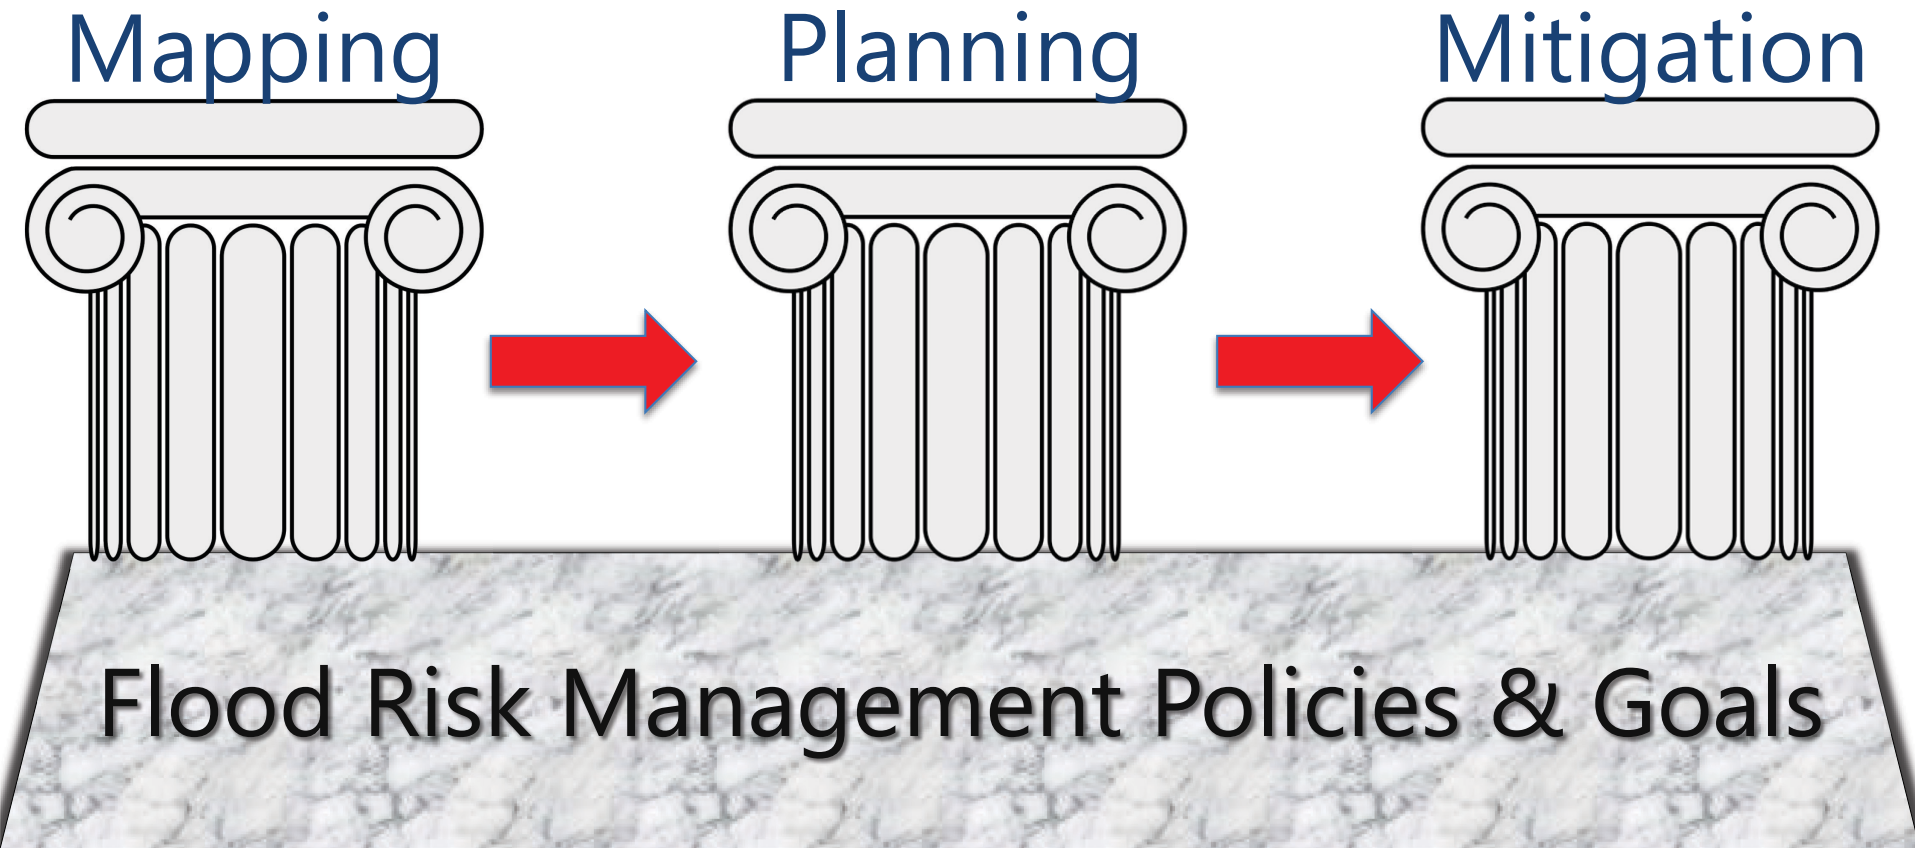 Mapping
Planning
Mitigation
Flood Risk Management Policies & Goals